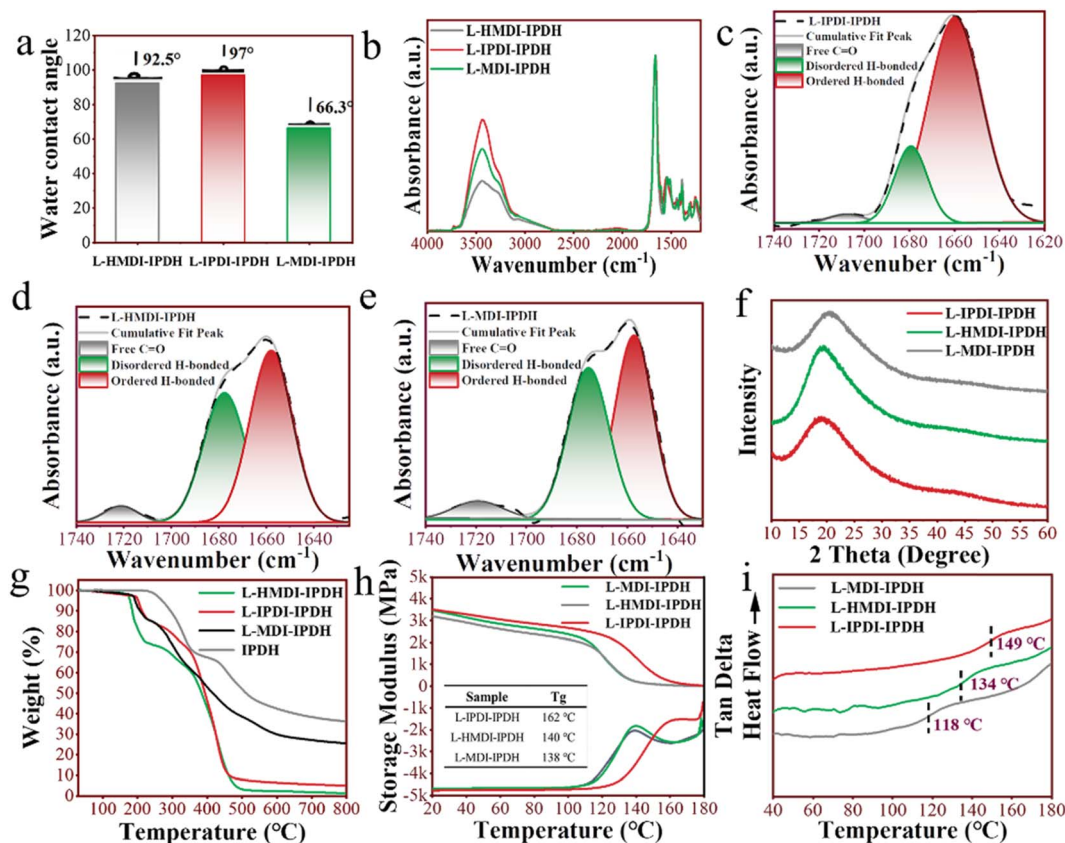 a
Water contact angle
120
100
80
60
40
20
0
92.5°
97°
66.3°
L-HMDI-IPDH L-IPDI-IPDH L-MDI-IPDH
b
Absorbance (a.u.)
L-HMDI-IPDH
L-IPDI-IPDH
L-MDI-IPDH
4000 3500 3000 2500 2000 1500
Wavenumber (cm-1)
c
Absorbance (a.u.)
L-IPDI-IPDH
Cumulative Fit Peak
Free C=O
Disordered H-bonded
Ordered H-bonded
1740 1720 1700 1680 1660 1640 1620
Wavenuber (cm-1)
d
Absorbance (a.u.)
L-HMDI-IPDH
Cumulative Fit Peak
Free C=O
Disordered H-bonded
Ordered H-bonded
1740 1720 1700 1680 1660 1640
Wavenumber (cm-1)
e
Absorbance (a.u.)
L-MDI-IPDH
Cumulative Fit Peak
Free C=O
Disordered H-bonded
Ordered H-bonded
1740 1720 1700 1680 1660 1640
Wavenumber (cm-1)
f
Intensity
L-IPDI-IPDH
L-HMDI-IPDH
L-MDI-IPDH
10 15 20 25 30 35 40 45 50 55 60
2 Theta (Degree)
g
Weight (%)
100
90
80
70
60
50
40
30
20
10
0
L-HMDI-IPDH
L-IPDI-IPDH
L-MDI-IPDH
IPDH
200 400 600 800
Temperature (°C)
h
Storage Modulus (MPa)
5k
4k
3k
2k
1k
0
-1k
-2k
-3k
-4k
-5k
L-MDI-IPDH
L-HMDI-IPDH
L-IPDI-IPDH
Sample Tg
L-IPDI-IPDH 162 °C
L-HMDI-IPDH 140 °C
L-MDI-IPDH 138 °C
20 40 60 80 100 120 140 160 180
Temperature (°C)
Tan Delta
i
Heat Flow
L-MDI-IPDH
L-HMDI-IPDH
L-IPDI-IPDH
149 °C
134 °C
118 °C
40 60 80 100 120 140 160 180
Temperature (°C)